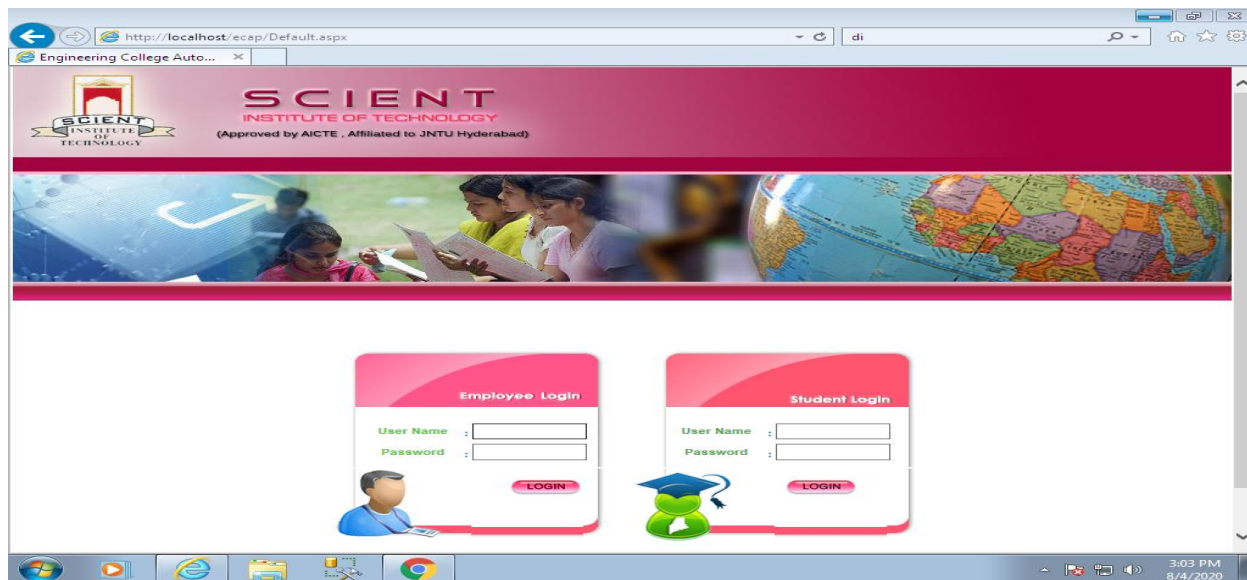 http://localhost/ecap/Default.aspx
di
Engineering College Auto...
SCIENT
INSTITUTE
OF
TECHNOLOGY
SCIENT
INSTITUTE OF TECHNOLOGY
(Approved by AICTE , Affiliated to JNTU Hyderabad)
Employee Login
User Name :
Password :
LOGIN
Student Login
User Name :
Password :
LOGIN
3:03 PM
8/4/2020